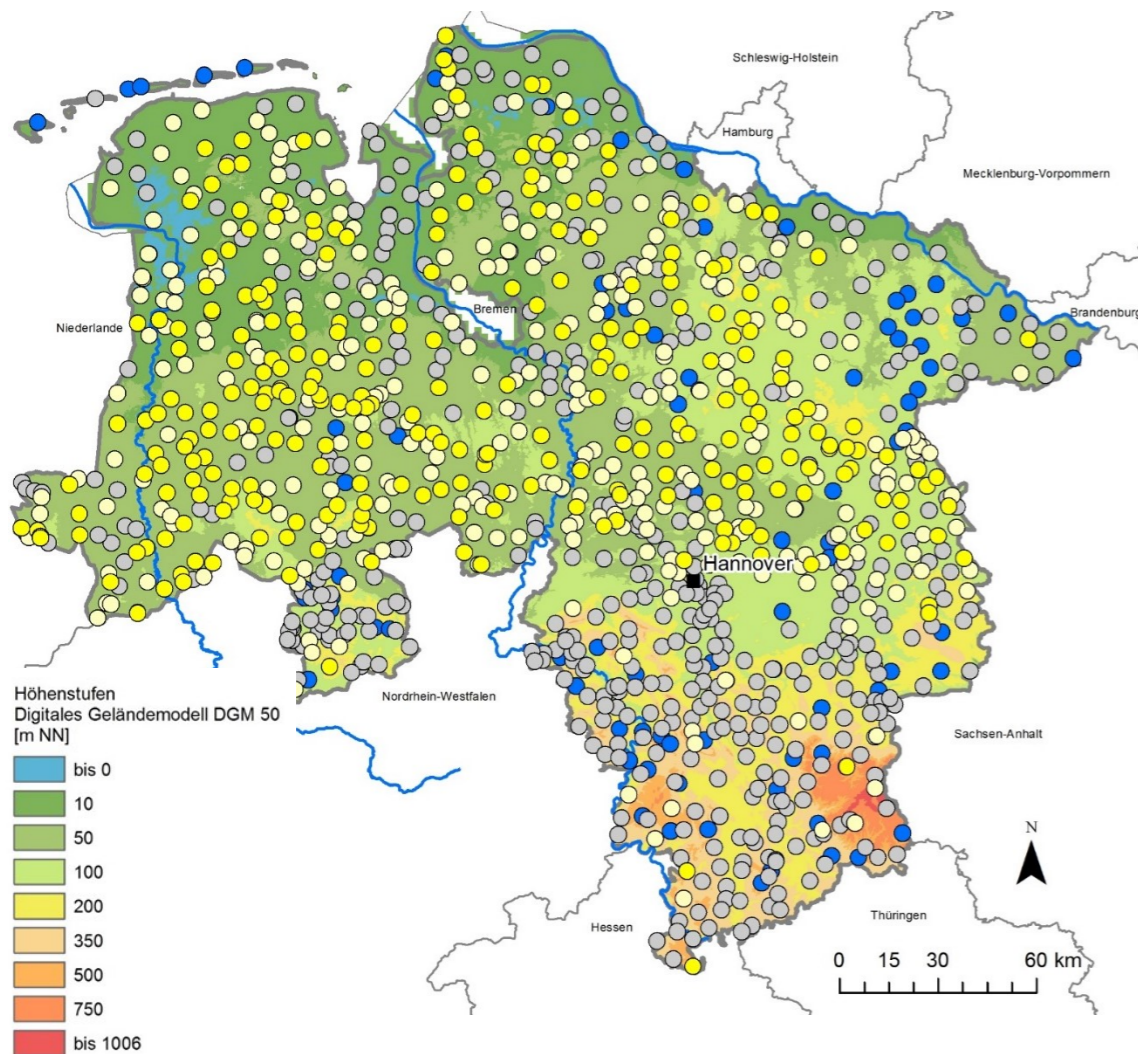 Schleswig-Holstein
Hamburg
Mecklenburg-Vorpommern
Niederlande
Bremen
Brandenburg
Hannover
Nordrhein-Westfalen
Sachsen-Anhalt
Hessen
Thüringen
N
0 15 30 60 km
Höhenstufen
Digitales Geländemodell DGM 50
[m NN]
bis 0
10
50
100
200
350
500
750
bis 1006